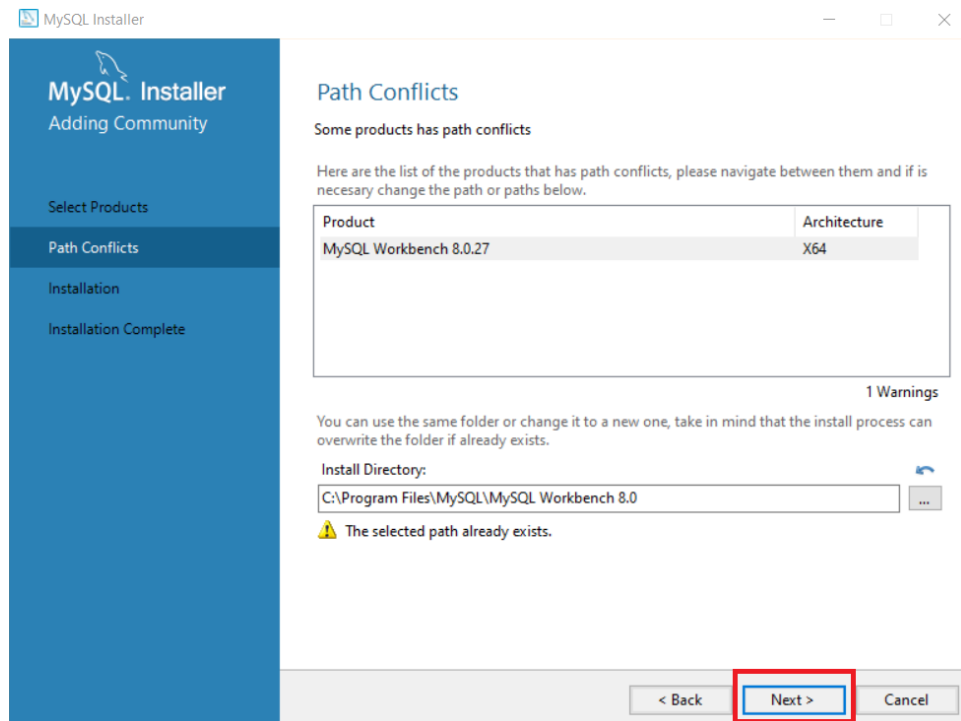 MySQL Installer
MySQL. Installer
Adding Community
Select Products
Path Conflicts
Installation
Installation Complete
Path Conflicts
Some products has path conflicts
Here are the list of the products that has path conflicts, please navigate between them and if is
necesary change the path or paths below.
Product Architecture
MySQL Workbench 8.0.27 X64
1 Warnings
You can use the same folder or change it to a new one, take in mind that the install process can
overwrite the folder if already exists.
Install Directory:
C:\Program Files\MySQL\MySQL Workbench 8.0
...
The selected path already exists.
< Back Next > Cancel